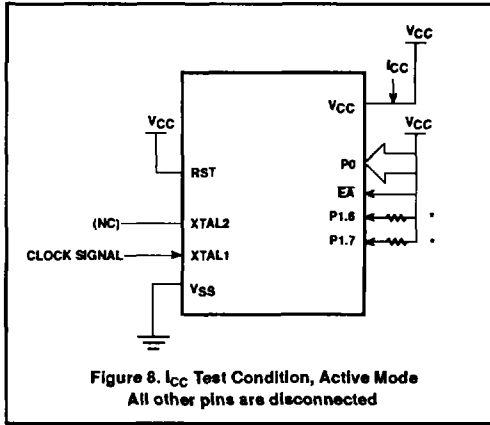 VCC
ICC
VCC
VCC
VCC
RST
P0
EA
(NC)
XTAL2
P1.6
*
CLOCK SIGNAL
XTAL1
P1.7
*
VSS
Figure 8. ICC Test Condition, Active Mode
All other pins are disconnected